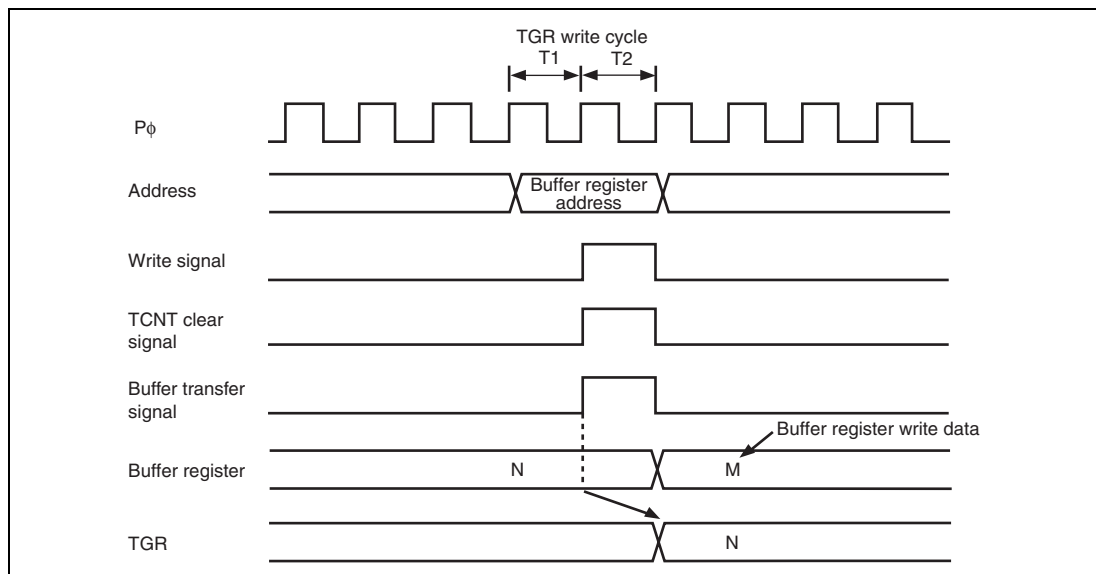 TGR write cycle
T1 T2
Pϕ
Address
Buffer register
address
Write signal
TCNT clear
signal
Buffer transfer
signal
Buffer register write data
Buffer register
N M
TGR
N